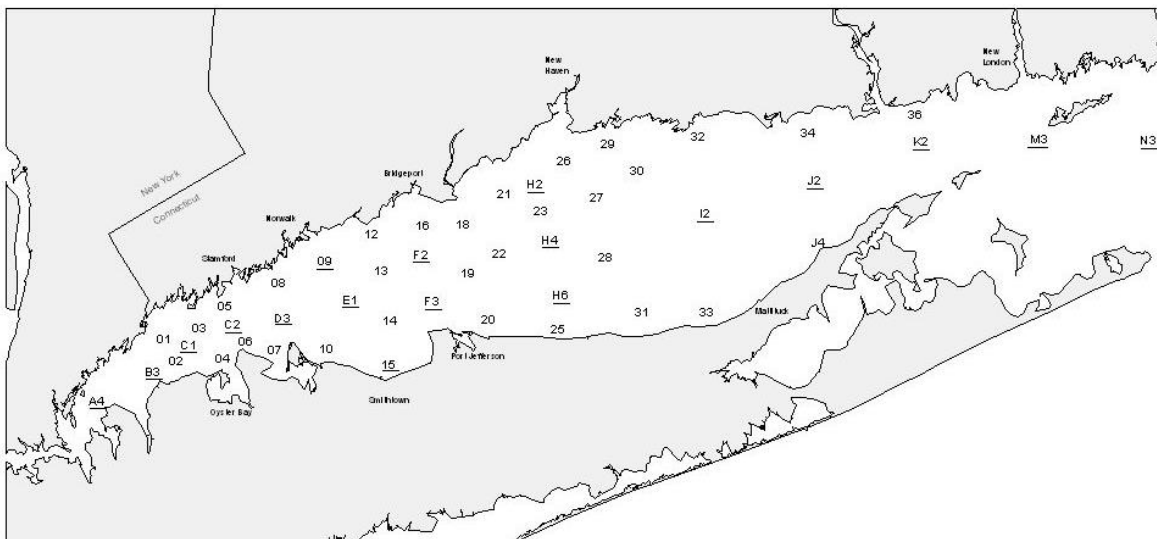 New
London
New
Haven
36
34
32
K2
M3
N3
29
26
30
Bridgeport
New York
J2
H2
21
27
Connecticut
23
I2
16
18
Norwalk
12
H4
J4
F2
22
28
Stamford
09
13
19
08
E1
H6
F3
05
31
33
Mattituck
D3
14
20
C2
03
25
01
C1
06
07
10
Port Jefferson
02
04
15
B3
A4
Smithtown
Oyster Bay